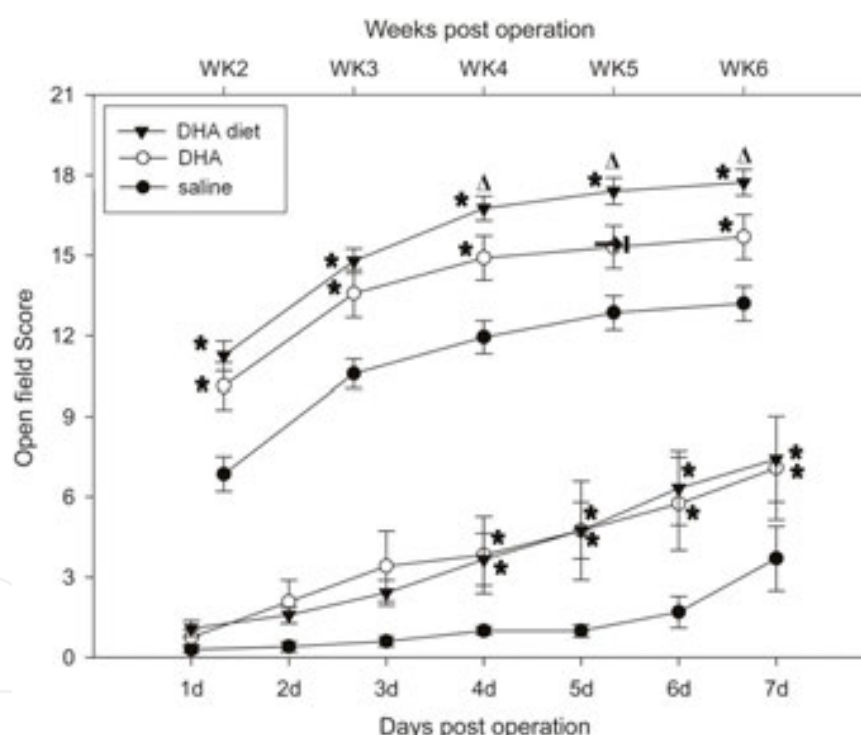 Weeks post operation
WK2 WK3 WK4 WK5 WK6
21
DHA diet
DHA
saline
18
15
12
9
6
3
0
Open field Score
* * * * * * * * *
Δ Δ Δ
* * * * * * * *
1d 2d 3d 4d 5d 6d 7d
Days post operation